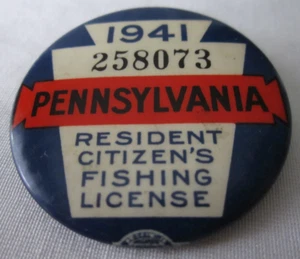 1941
258073
PENNSYLVANIA
RESIDENT
CITIZEN'S
FISHING
LICENSE